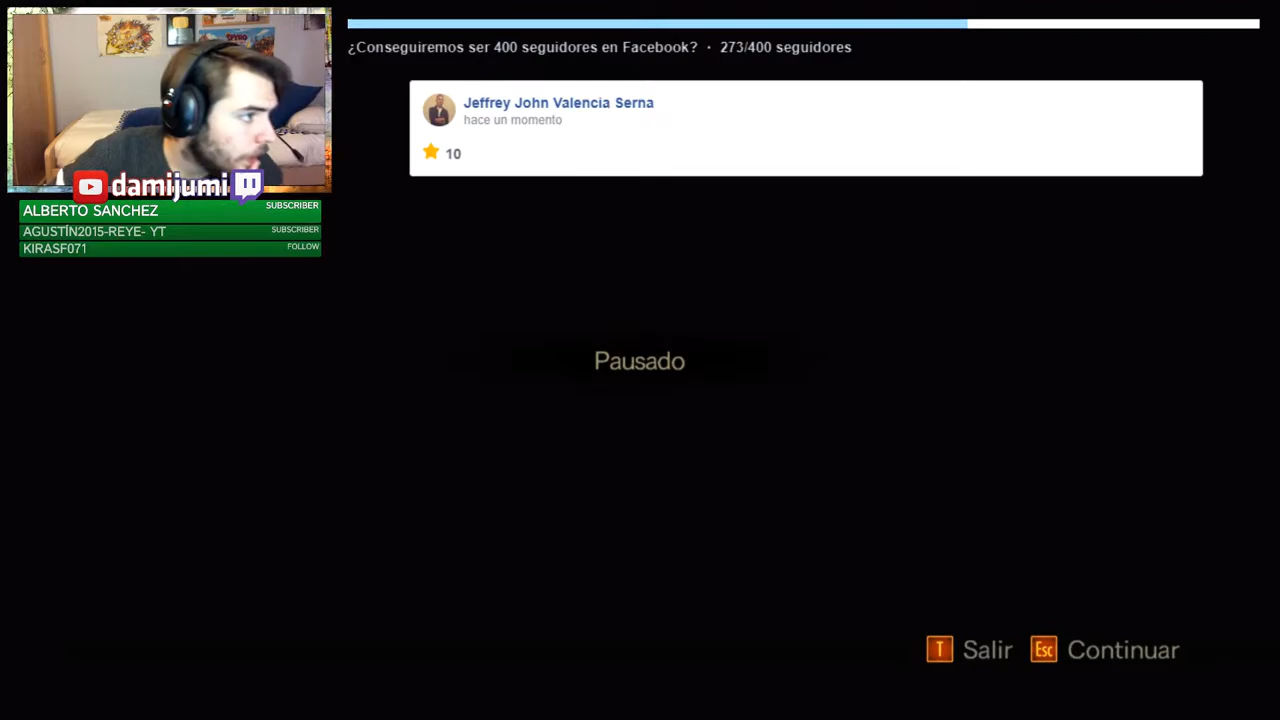 ¿Conseguiremos ser 400 seguidores en Facebook? · 273/400 seguidores
Jeffrey John Valencia Serna
hace un momento
10
damijumi
ALBERTO SANCHEZ SUBSCRIBER
AGUSTÍN2015-REYE- YT SUBSCRIBER
KIRASF071 FOLLOW
Pausado
T Salir Esc Continuar